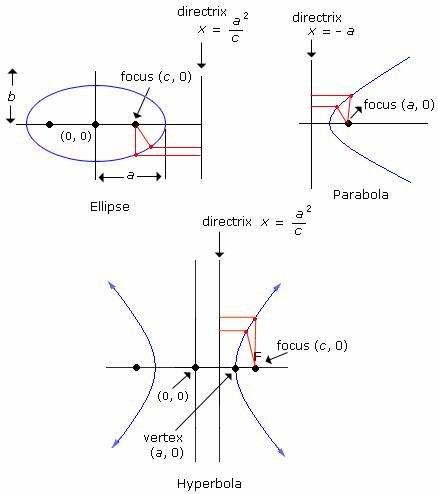 directrix
x = a²/c
focus (c, 0)
b
(0, 0)
a
Ellipse
directrix
x = - a
focus (a, 0)
Parabola
directrix x = a²/c
F
focus (c, 0)
(0, 0)
vertex
(a, 0)
Hyperbola